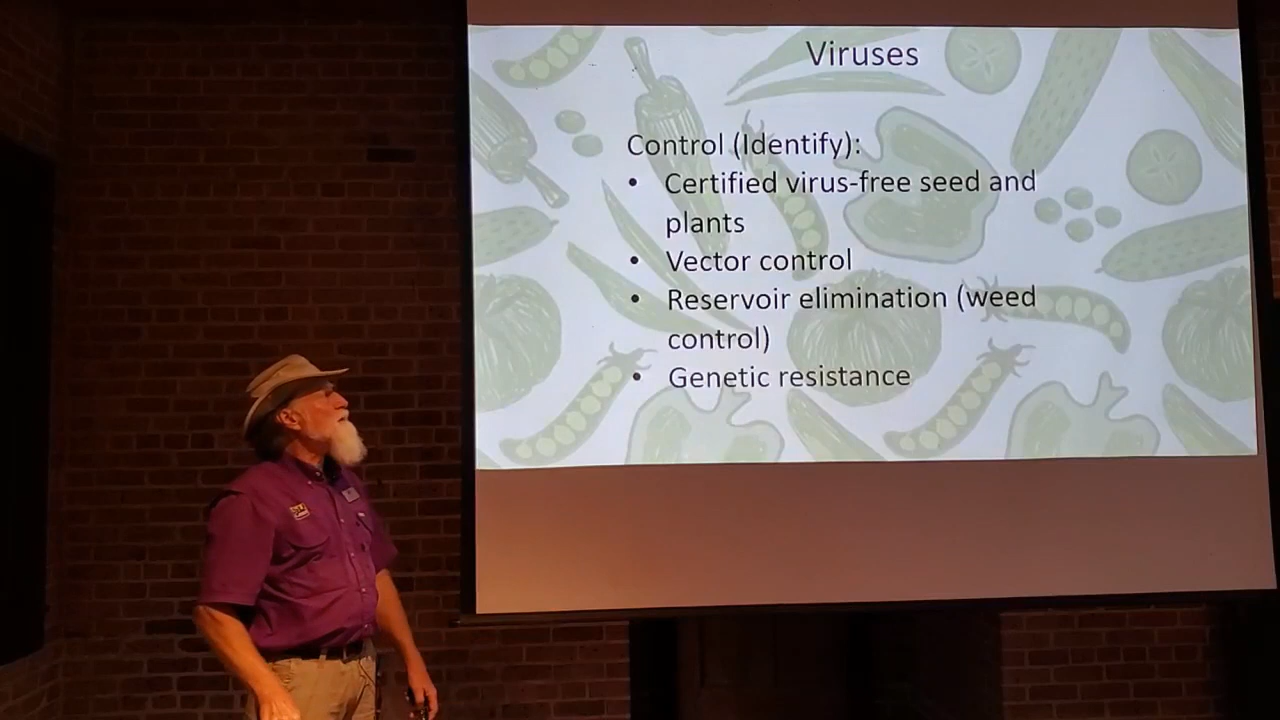 Viruses
Control (Identify):
• Certified virus-free seed and
plants
• Vector control
• Reservoir elimination (weed
control)
• Genetic resistance